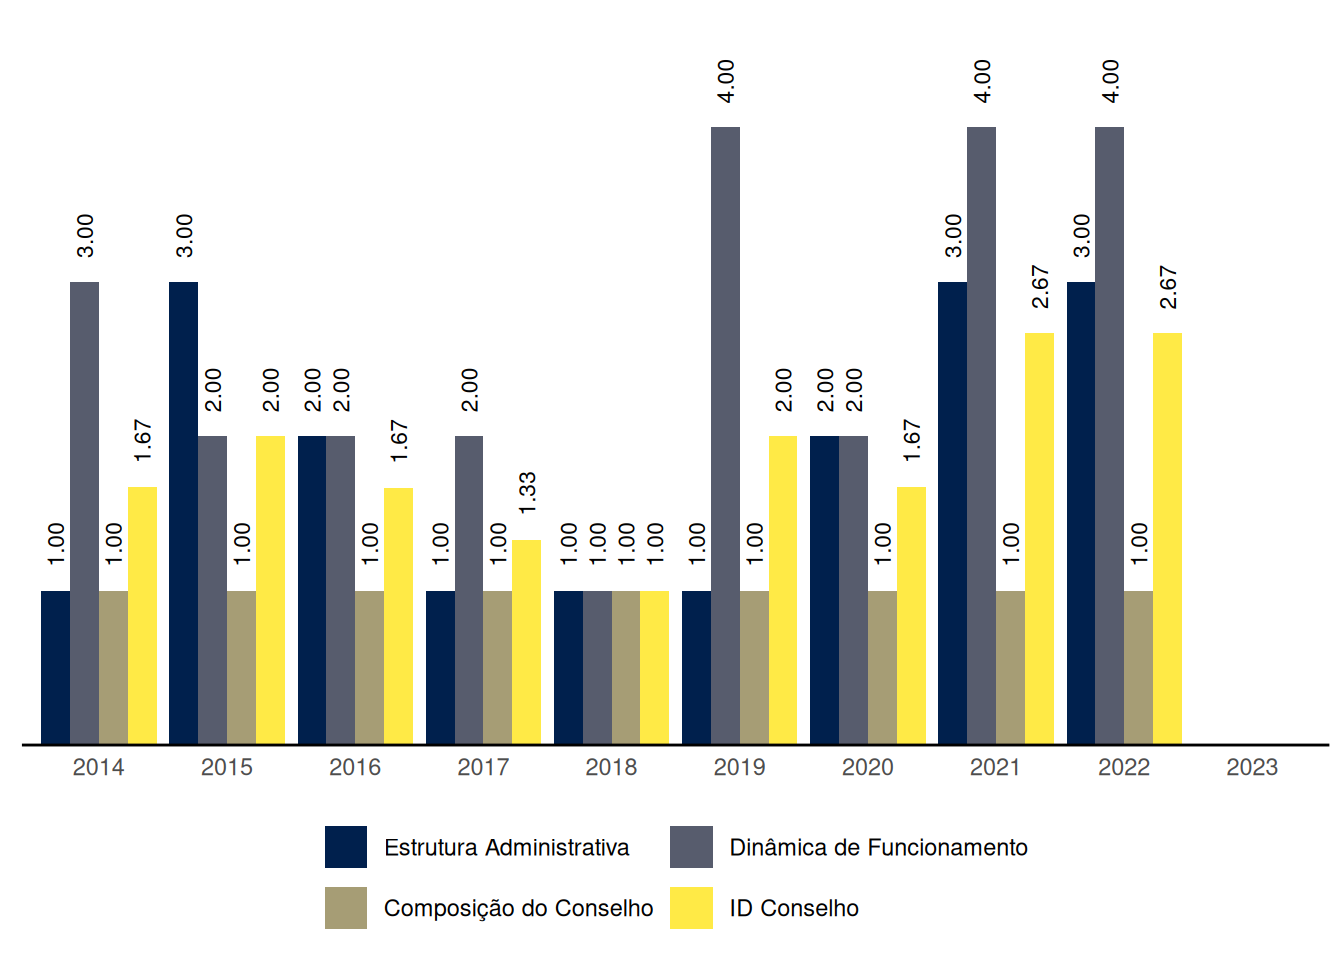 4.00 4.00 4.00
3.00 3.00 3.00 3.00
2.67 2.67
2.00 2.00 2.00 2.00 2.00 2.00 2.00 2.00
1.67 1.67 1.67
1.33
1.00 1.00 1.00 1.00 1.00 1.00 1.00 1.00 1.00 1.00 1.00 1.00 1.00 1.00 1.00
2014 2015 2016 2017 2018 2019 2020 2021 2022 2023
Estrutura Administrativa Dinâmica de Funcionamento
Composição do Conselho ID Conselho